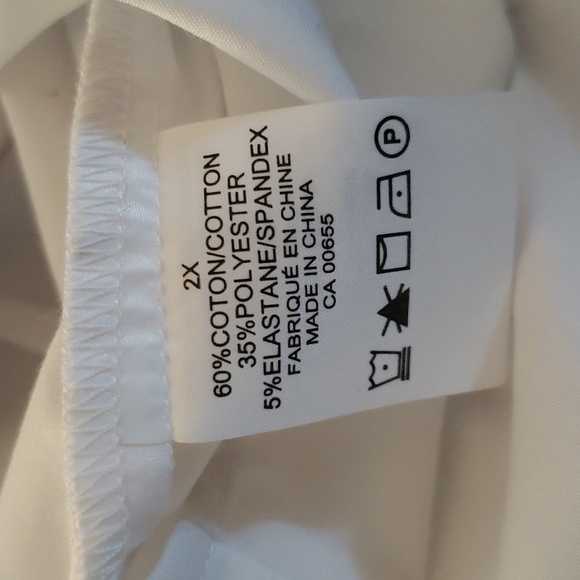 2X
60%COTON/COTTON
35%POLYESTER
5%ELASTANE/SPANDEX
FABRIQUÉ EN CHINE
MADE IN CHINA
CA 00655
P